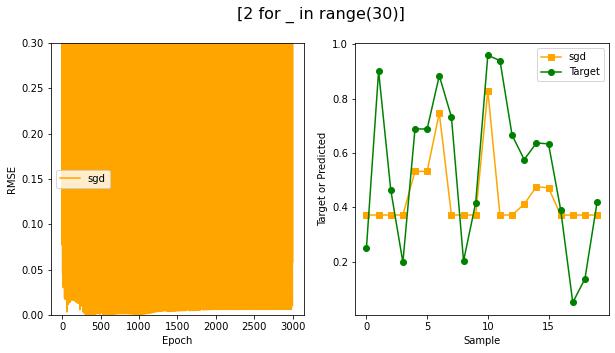 [2 for _ in range(30)]
0.30
0.25
0.20
0.15
0.10
0.05
0.00
RMSE
sgd
0
500
1000
1500
2000
2500
3000
Epoch
1.0
0.8
0.6
0.4
0.2
Target or Predicted
sgd
Target
0
5
10
15
Sample